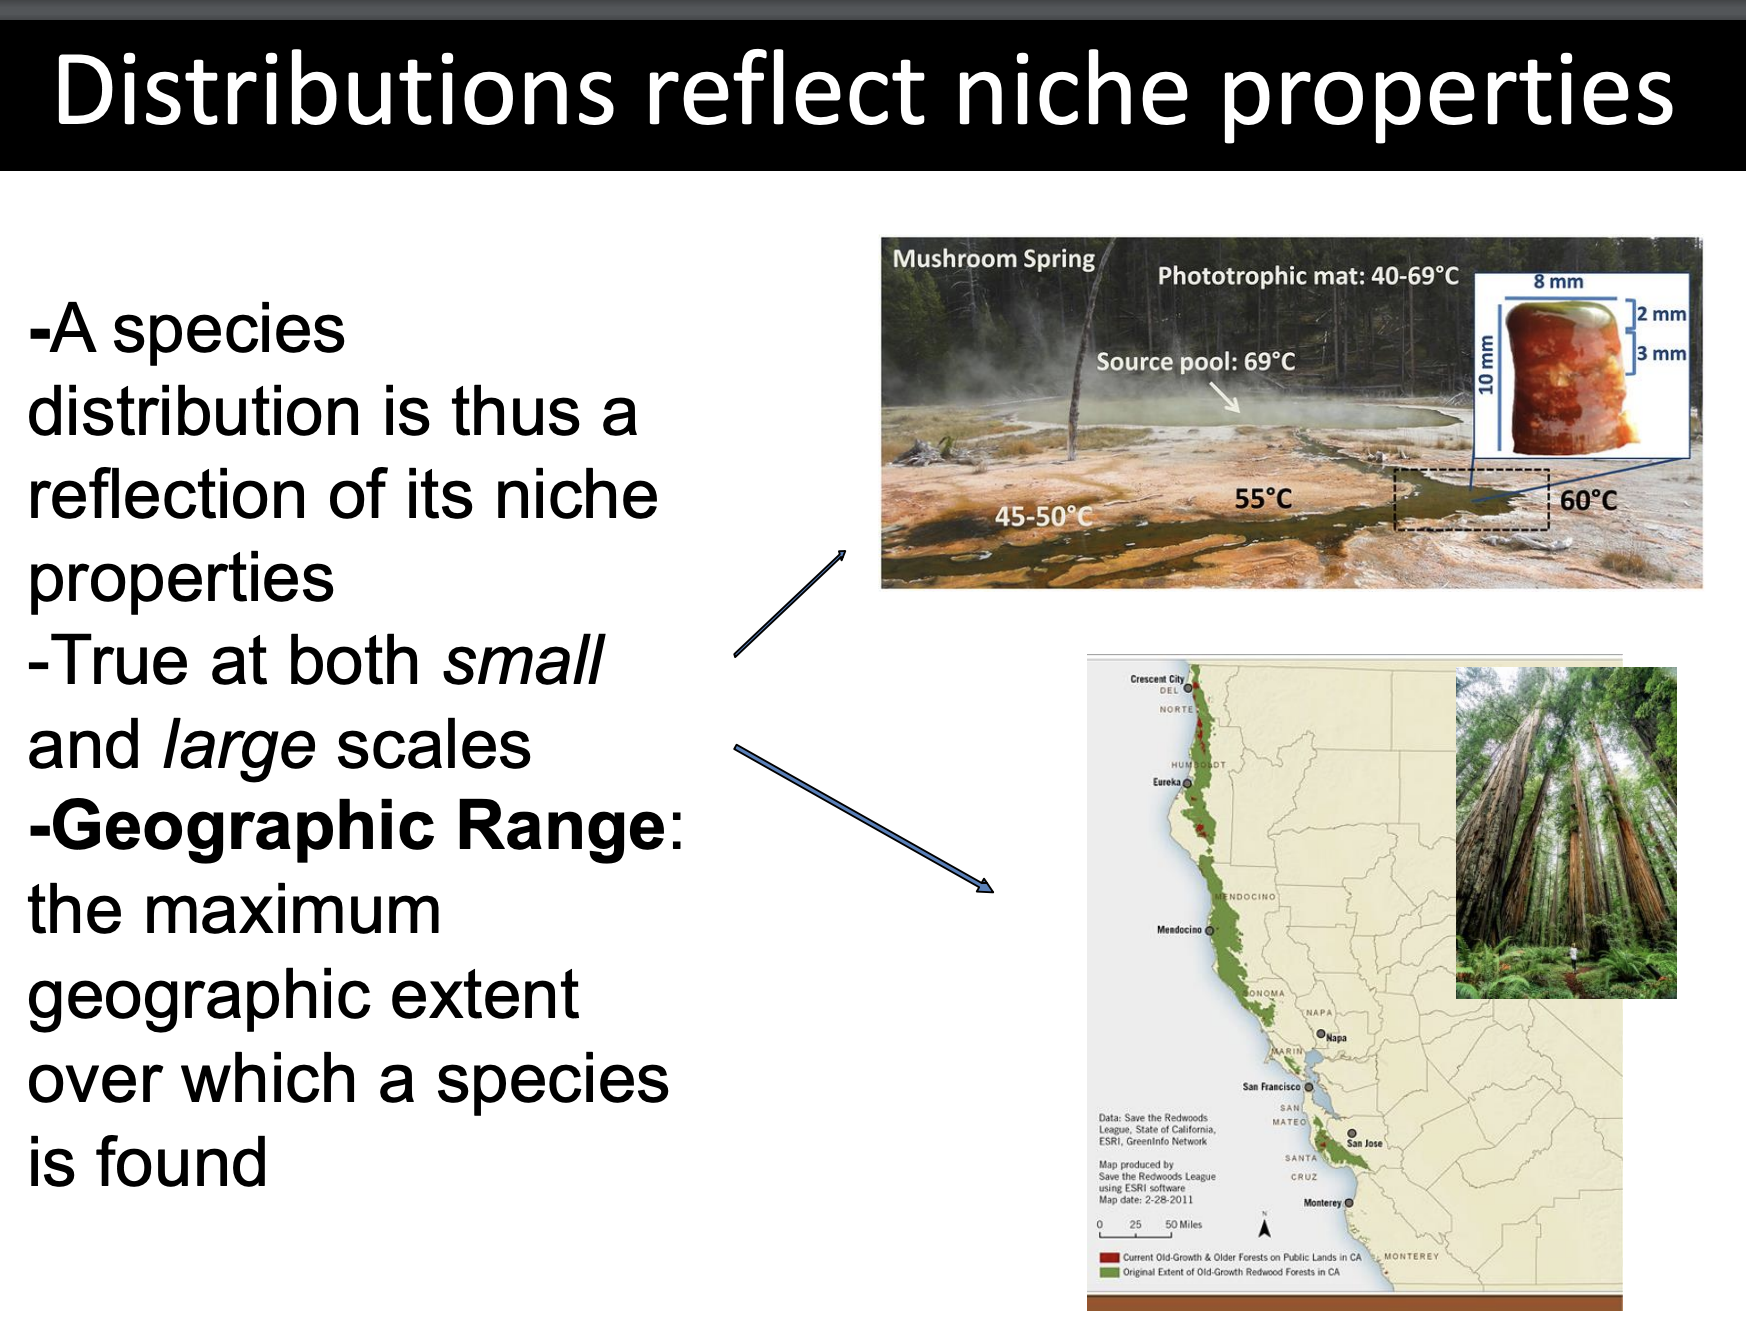 Distributions reflect niche properties
-A species
distribution is thus a
reflection of its niche
properties
-True at both small
and large scales
-Geographic Range:
the maximum
geographic extent
over which a species
is found
Mushroom Spring
Phototrophic mat: 40-69°C
Source pool: 69°C
8 mm
2 mm
3 mm
10 mm
45-50°C
55°C
60°C
Crescent City
DEL
NORTE
HUMBOLDT
Eureka
MENDOCINO
Mendocino
SONOMA
NAPA
Napa
MARIN
San Francisco
SAN
MATEO
San Jose
SANTA
CRUZ
Monterey
MONTEREY
Data: Save the Redwoods
League, State of California,
ESRI, GreenInfo Network
Map produced by
Save the Redwoods League
using ESRI software
Map date: 2-28-2011
0 25 50 Miles
N
Current Old-Growth & Older Forests on Public Lands in CA
Original Extent of Old-Growth Redwood Forests in CA